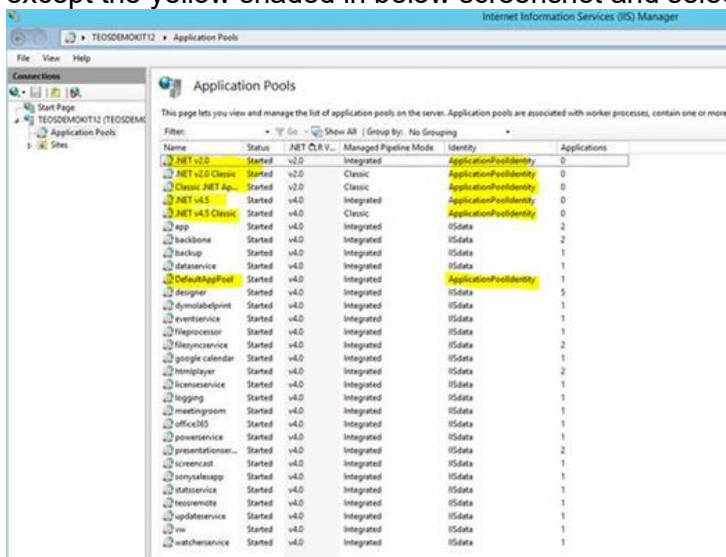 except the yellow shaded in below screenshot and sele
Internet Information Services (IIS) Manager
TEOSDEMOKIT12 ▸ Application Pools
File View Help
Connections
Start Page
TEOSDEMOKIT12 (TEOSDEMO
Application Pools
Sites
Application Pools
This page lets you view and manage the list of application pools on the server. Application pools are associated with worker processes, contain one or more
Filter: Go Show All Group by: No Grouping
Name Status .NET CLR V... Managed Pipeline Mode Identity Applications
.NET v2.0 Started v2.0 Integrated ApplicationPoolIdentity 0
.NET v2.0 Classic Started v2.0 Classic ApplicationPoolIdentity 0
Classic .NET Ap... Started v2.0 Classic ApplicationPoolIdentity 0
.NET v4.5 Started v4.0 Integrated ApplicationPoolIdentity 0
.NET v4.5 Classic Started v4.0 Classic ApplicationPoolIdentity 0
app Started v4.0 Integrated IISdata 2
backbone Started v4.0 Integrated IISdata 2
backup Started v4.0 Integrated IISdata 1
dataservice Started v4.0 Integrated IISdata 1
DefaultAppPool Started v4.0 Integrated ApplicationPoolIdentity 1
designer Started v4.0 Integrated IISdata 5
dymolabelprint Started v4.0 Integrated IISdata 1
eventservice Started v4.0 Integrated IISdata 1
fileprocessor Started v4.0 Integrated IISdata 1
filesyncservice Started v4.0 Integrated IISdata 2
google calendar Started v4.0 Integrated IISdata 1
htmlplayer Started v4.0 Integrated IISdata 2
licenseservice Started v4.0 Integrated IISdata 1
logging Started v4.0 Integrated IISdata 1
meetingroom Started v4.0 Integrated IISdata 1
office365 Started v4.0 Integrated IISdata 1
powerservice Started v4.0 Integrated IISdata 1
presentationser... Started v4.0 Integrated IISdata 2
screencast Started v4.0 Integrated IISdata 1
sonysalesapp Started v4.0 Integrated IISdata 1
statsservice Started v4.0 Integrated IISdata 1
teosremote Started v4.0 Integrated IISdata 1
updateservice Started v4.0 Integrated IISdata 1
vw Started v4.0 Integrated IISdata 1
watcherservice Started v4.0 Integrated IISdata 1